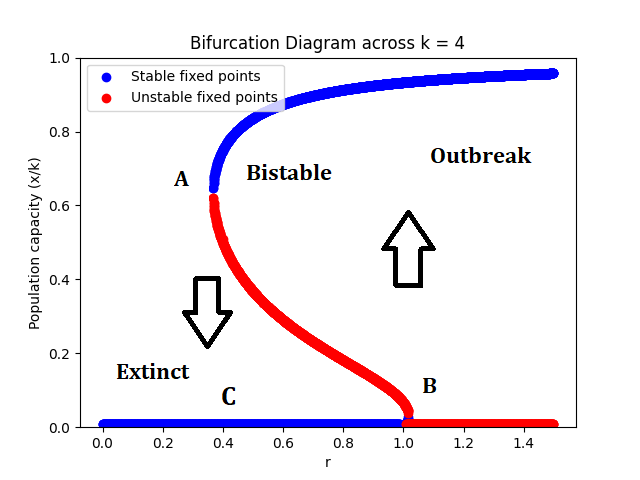 Bifurcation Diagram across k = 4
Stable fixed points
Unstable fixed points
Population capacity (x/k)
1.0
0.8
0.6
0.4
0.2
0.0
A
Bistable
Outbreak
Extinct
C
B
0.0 0.2 0.4 0.6 0.8 1.0 1.2 1.4
r